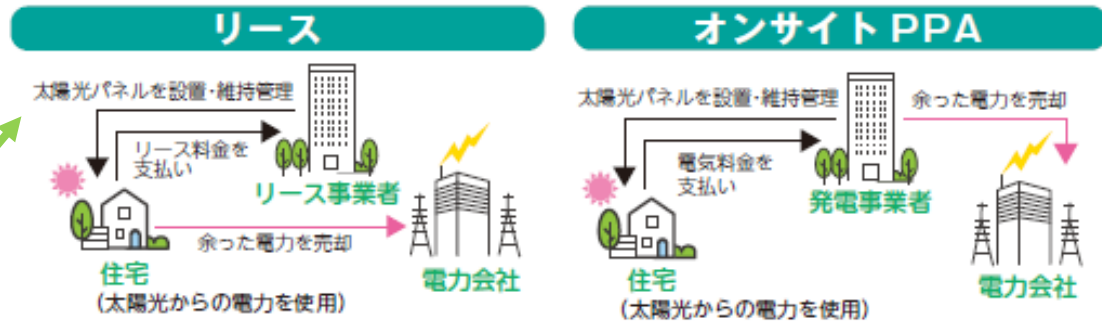 リース
太陽光パネルを設置・維持管理
リース料金を
支払い
リース事業者
余った電力を売却
住宅
(太陽光からの電力を使用)
電力会社
オンサイトPPA
太陽光パネルを設置・維持管理
余った電力を売却
電気料金を
支払い
発電事業者
住宅
(太陽光からの電力を使用)
電力会社